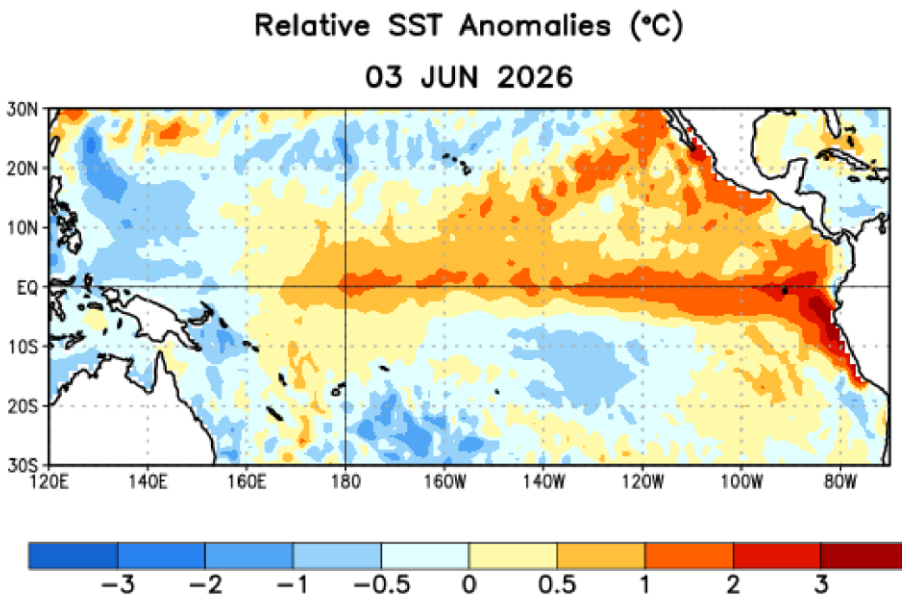 Relative SST Anomalies (°C)
03 JUN 2026
30N
20N
10N
EQ
10S
20S
30S
120E 140E 160E 180 160W 140W 120W 100W 80W
−3 −2 −1 −0.5 0 0.5 1 2 3